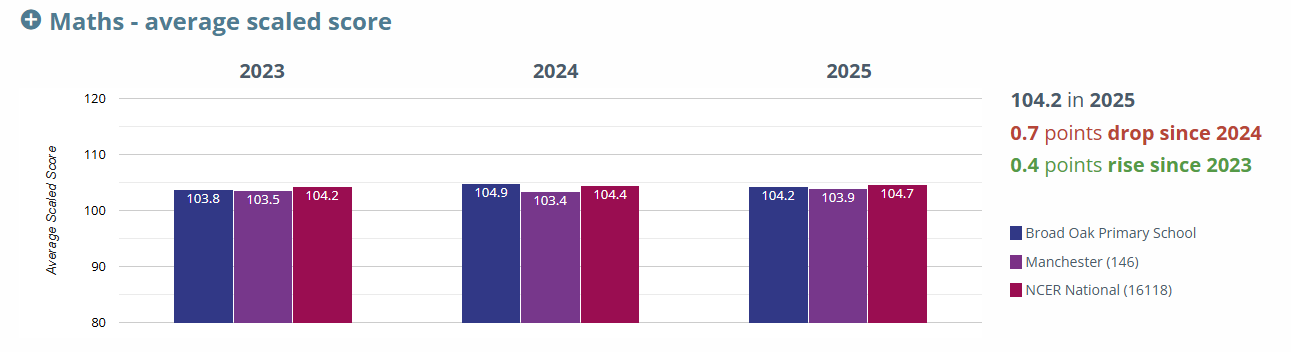 Maths - average scaled score
2023 2024 2025
120
110
100
90
80
Average Scaled Score
103.8 103.5 104.2 104.9 103.4 104.4 104.2 103.9 104.7
104.2 in 2025
0.7 points drop since 2024
0.4 points rise since 2023
Broad Oak Primary School
Manchester (146)
NCER National (16118)